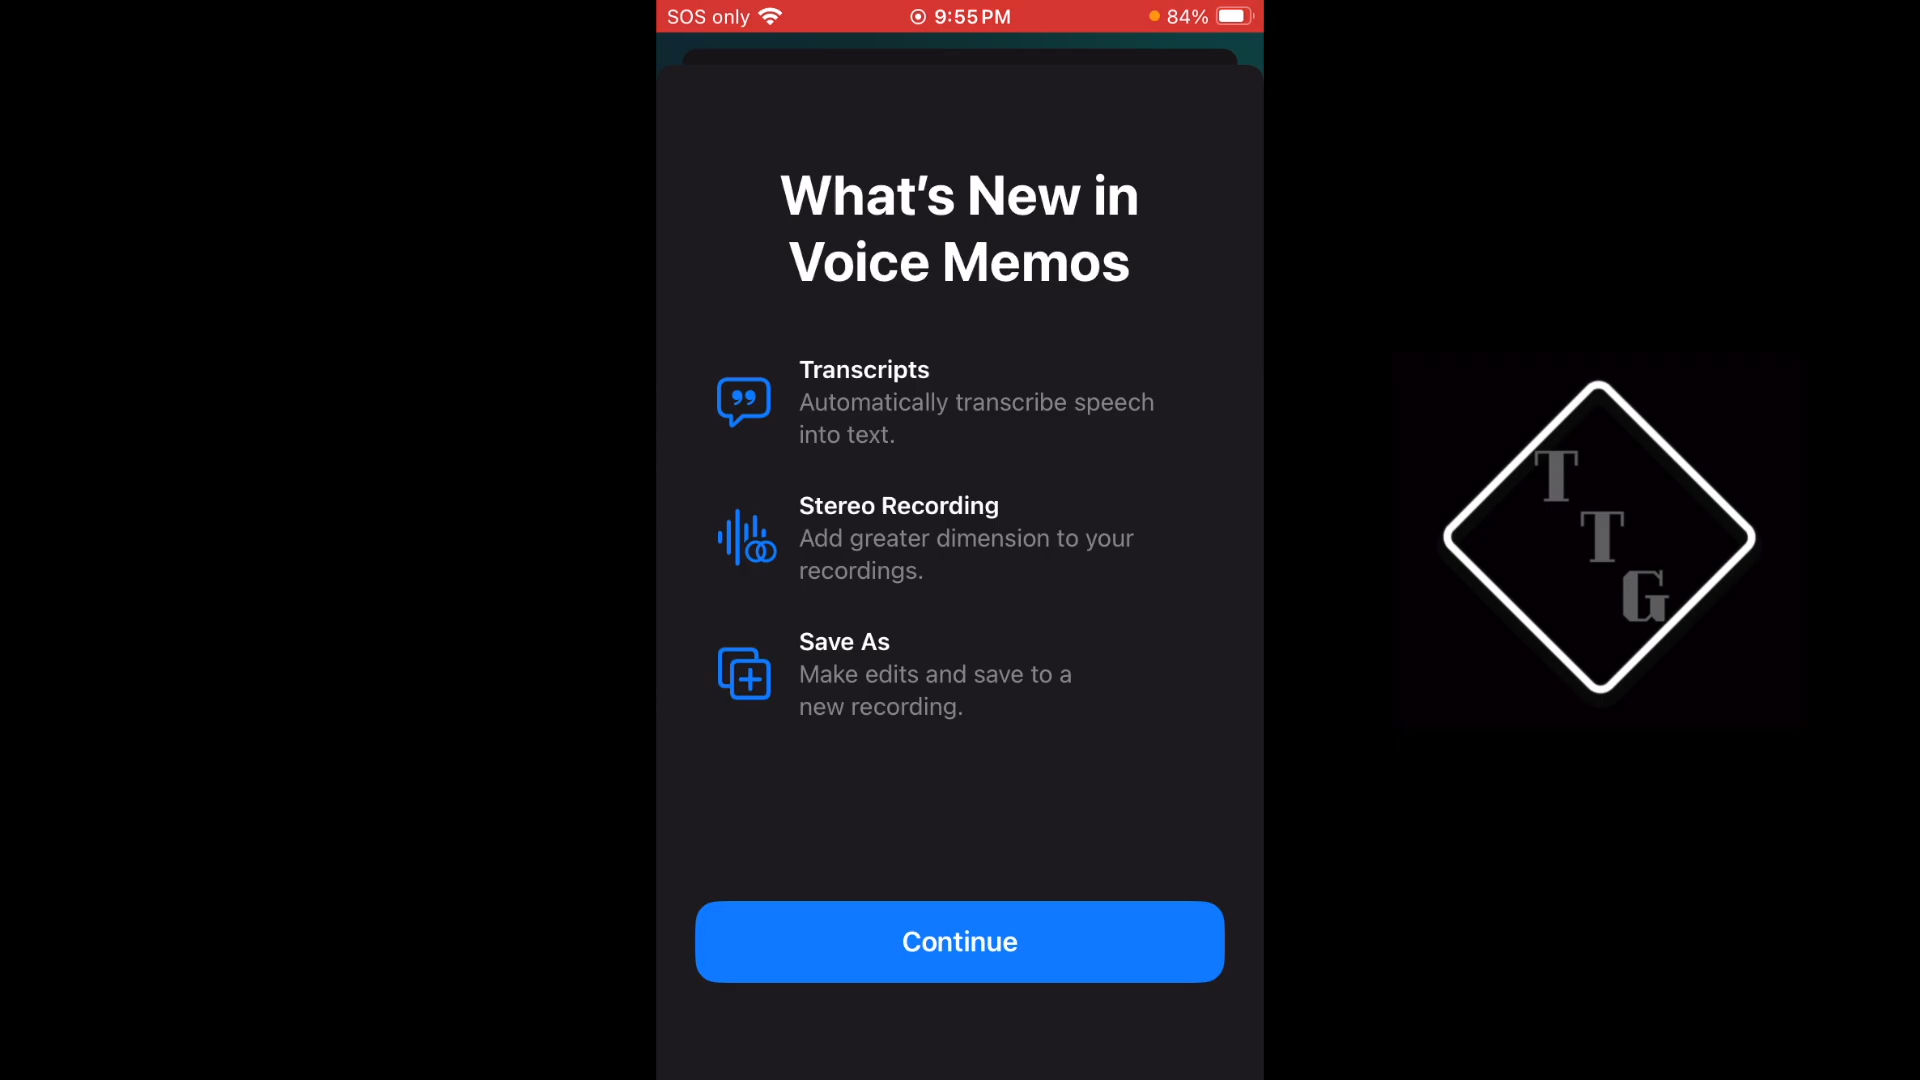 SOS only
9:55 PM
84%
What's New in
Voice Memos
Transcripts
Automatically transcribe speech
into text.
Stereo Recording
Add greater dimension to your
recordings.
Save As
Make edits and save to a
new recording.
Continue
T
T
G